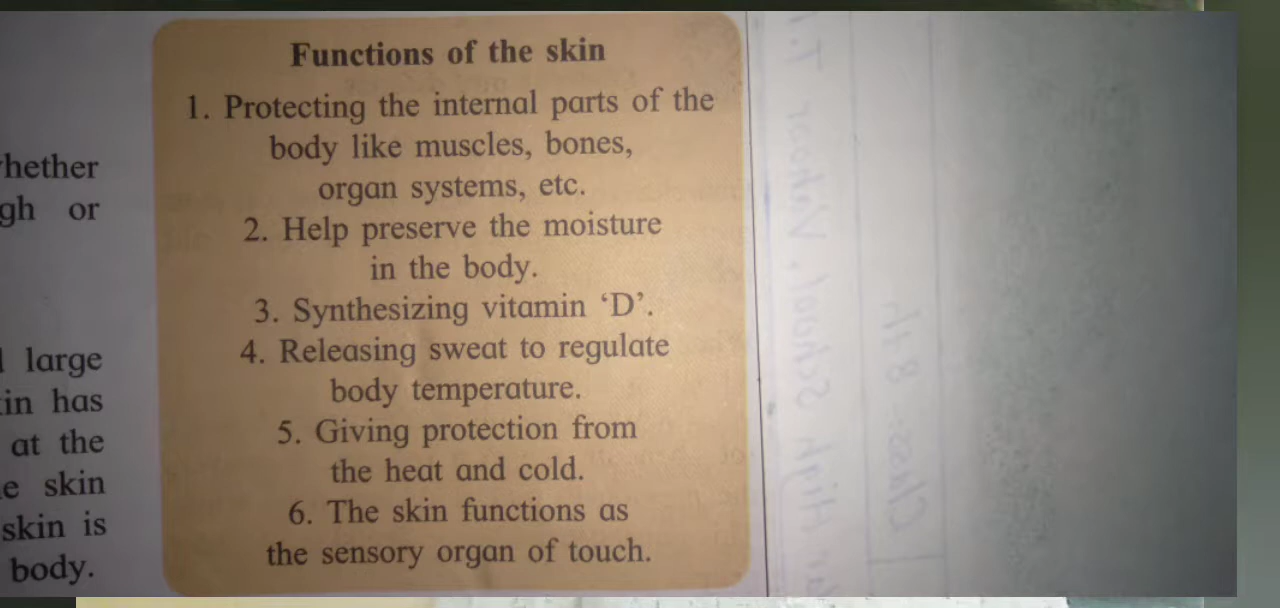 Functions of the skin
1. Protecting the internal parts of the
body like muscles, bones,
organ systems, etc.
2. Help preserve the moisture
in the body.
3. Synthesizing vitamin ‘D’.
4. Releasing sweat to regulate
body temperature.
5. Giving protection from
the heat and cold.
6. The skin functions as
the sensory organ of touch.
or
large
has
at the
skin
skin is
body.